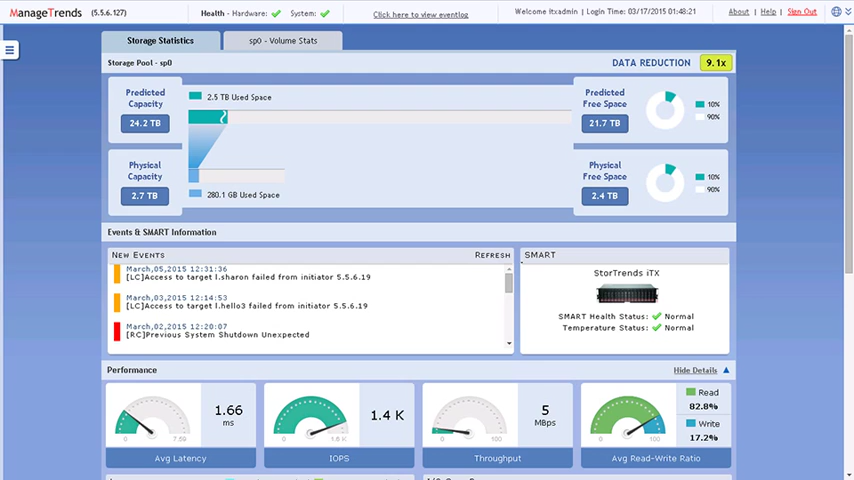 ManageTrends (5.5.6.127) Health - Hardware: System: Click here to view eventlog Welcome itxadmin | Login Time: 03/17/2015 01:48:21 About | Help | Sign Out
Storage Statistics sp0 - Volume Stats
Storage Pool - sp0 DATA REDUCTION 9.1x
Predicted Capacity
24.2 TB
2.5 TB Used Space
Predicted Free Space
21.7 TB
10%
90%
Physical Capacity
2.7 TB
280.1 GB Used Space
Physical Free Space
2.4 TB
10%
90%
Events & SMART Information
New Events Refresh
March,05,2015 12:31:36
[LC]Access to target l.sharon failed from initiator 5.5.6.19
March,03,2015 12:14:53
[LC]Access to target l.hello3 failed from initiator 5.5.6.19
March,02,2015 12:20:07
[RC]Previous System Shutdown Unexpected
SMART
StorTrends iTX
SMART Health Status: Normal
Temperature Status: Normal
Performance Hide Details
0 7.59
1.66
ms
Avg Latency
0 1.6 K
1.4 K
IOPS
0 100
5
MBps
Throughput
0 100
Read
82.8%
Write
17.2%
Avg Read-Write Ratio